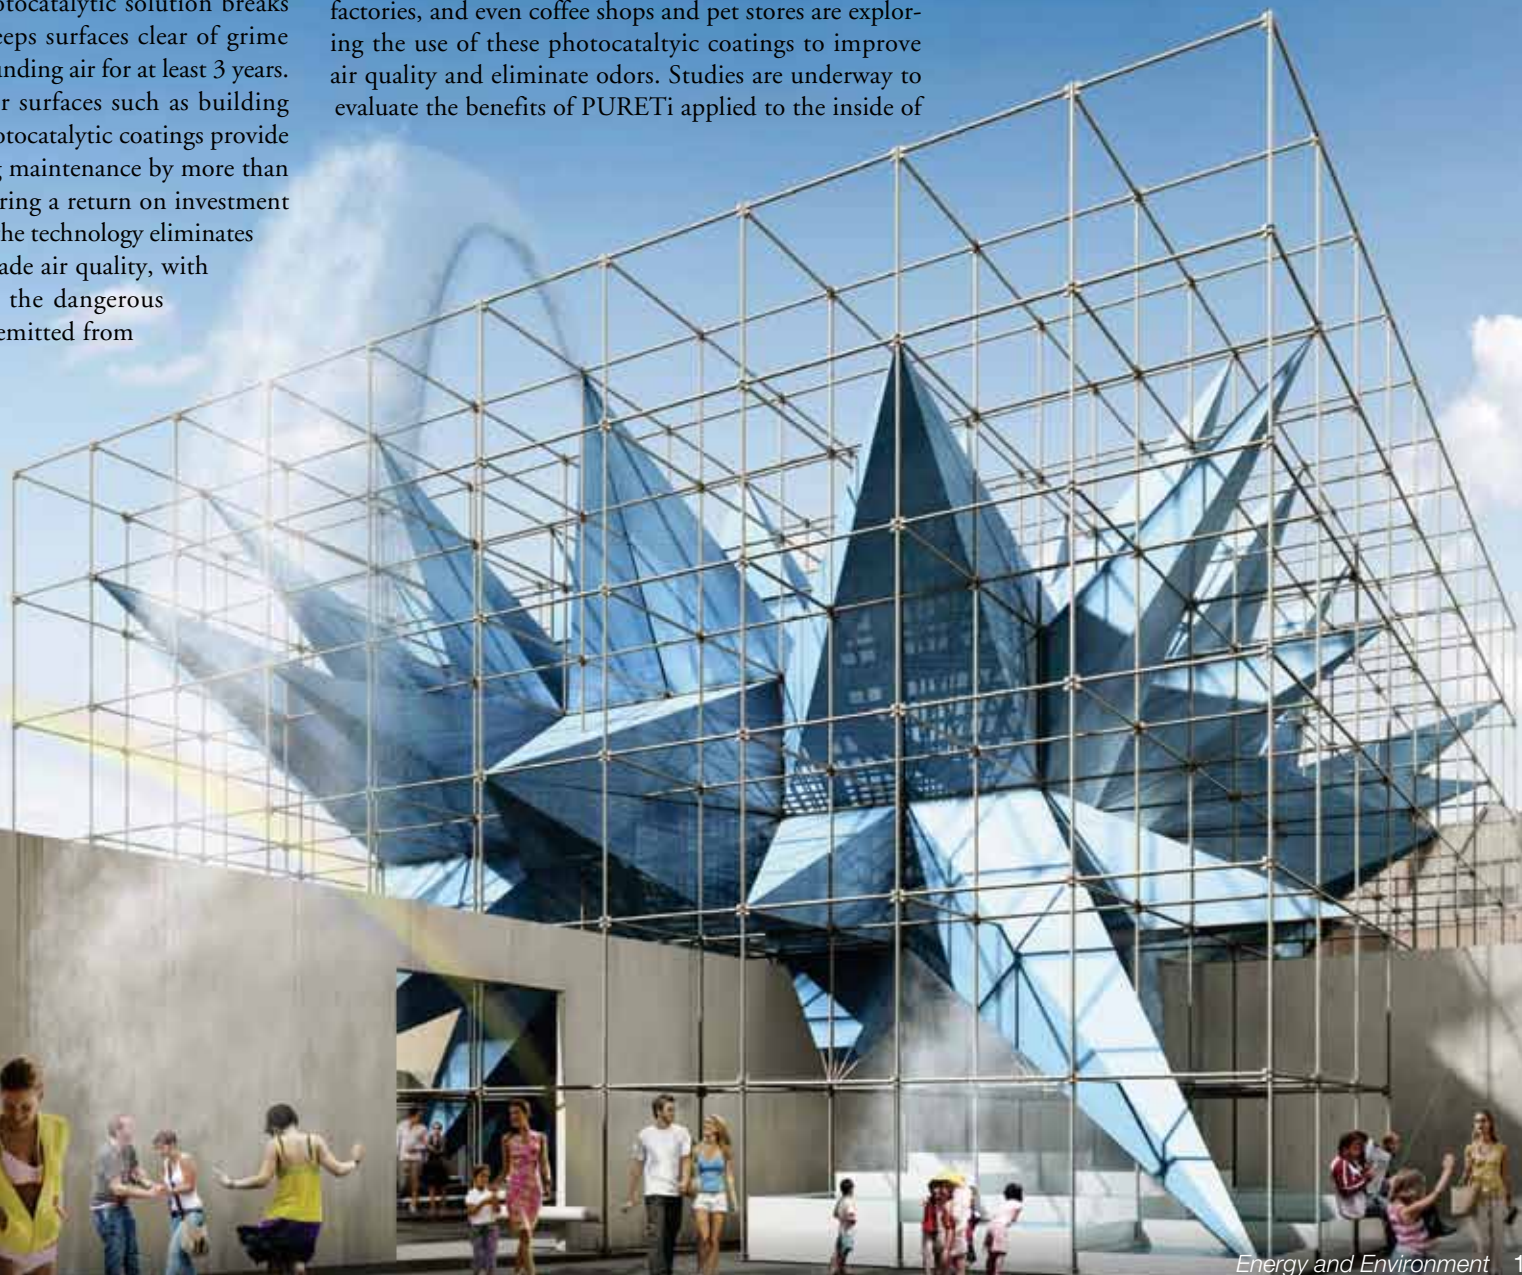 otocatalytic solution breaks
eeps surfaces clear of grime
unding air for at least 3 years.
r surfaces such as building
otocatalytic coatings provide
g maintenance by more than
ring a return on investment
he technology eliminates
ade air quality, with
the dangerous
emitted from
factories, and even coffee shops and pet stores are explor-
ing the use of these photocataltyic coatings to improve
air quality and eliminate odors. Studies are underway to
evaluate the benefits of PURETi applied to the inside of
Energy and Environment 1